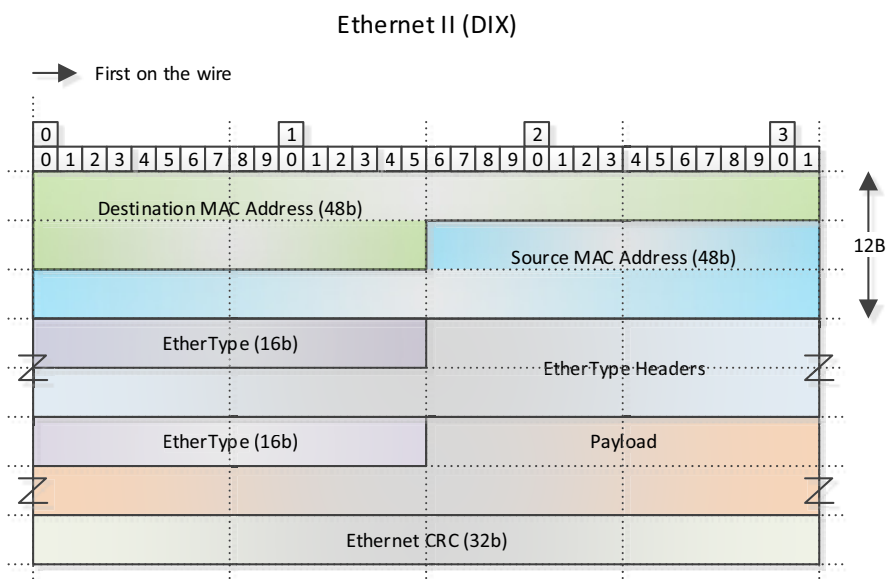 Ethernet II (DIX)
First on the wire
0 1 2 3
0 1 2 3 4 5 6 7 8 9 0 1 2 3 4 5 6 7 8 9 0 1 2 3 4 5 6 7 8 9 0 1
Destination MAC Address (48b)
12B
Source MAC Address (48b)
EtherType (16b)
EtherType Headers
EtherType (16b)
Payload
Ethernet CRC (32b)